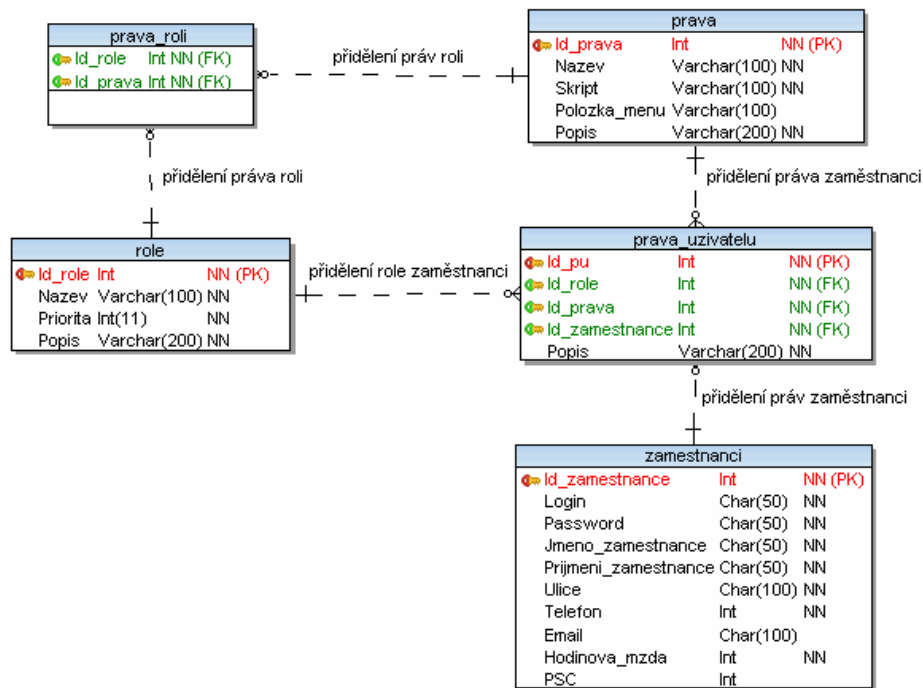 prava_roli
Id_role Int NN (FK)
Id_prava Int NN (FK)
přidělení práv roli
prava
Id_prava Int NN (PK)
Nazev Varchar(100) NN
Skript Varchar(100) NN
Polozka_menu Varchar(100)
Popis Varchar(200) NN
přidělení práva roli
přidělení práva zaměstnanci
role
Id_role Int NN (PK)
Nazev Varchar(100) NN
Priorita Int(11) NN
Popis Varchar(200) NN
přidělení role zaměstnanci
prava_uzivatelu
Id_pu Int NN (PK)
Id_role Int NN (FK)
Id_prava Int NN (FK)
Id_zamestnance Int NN (FK)
Popis Varchar(200) NN
přidělení práv zaměstnanci
zamestnanci
Id_zamestnance Int NN (PK)
Login Char(50) NN
Password Char(50) NN
Jmeno_zamestnance Char(50) NN
Prijmeni_zamestnance Char(50) NN
Ulice Char(100) NN
Telefon Int NN
Email Char(100)
Hodinova_mzda Int NN
PSC Int